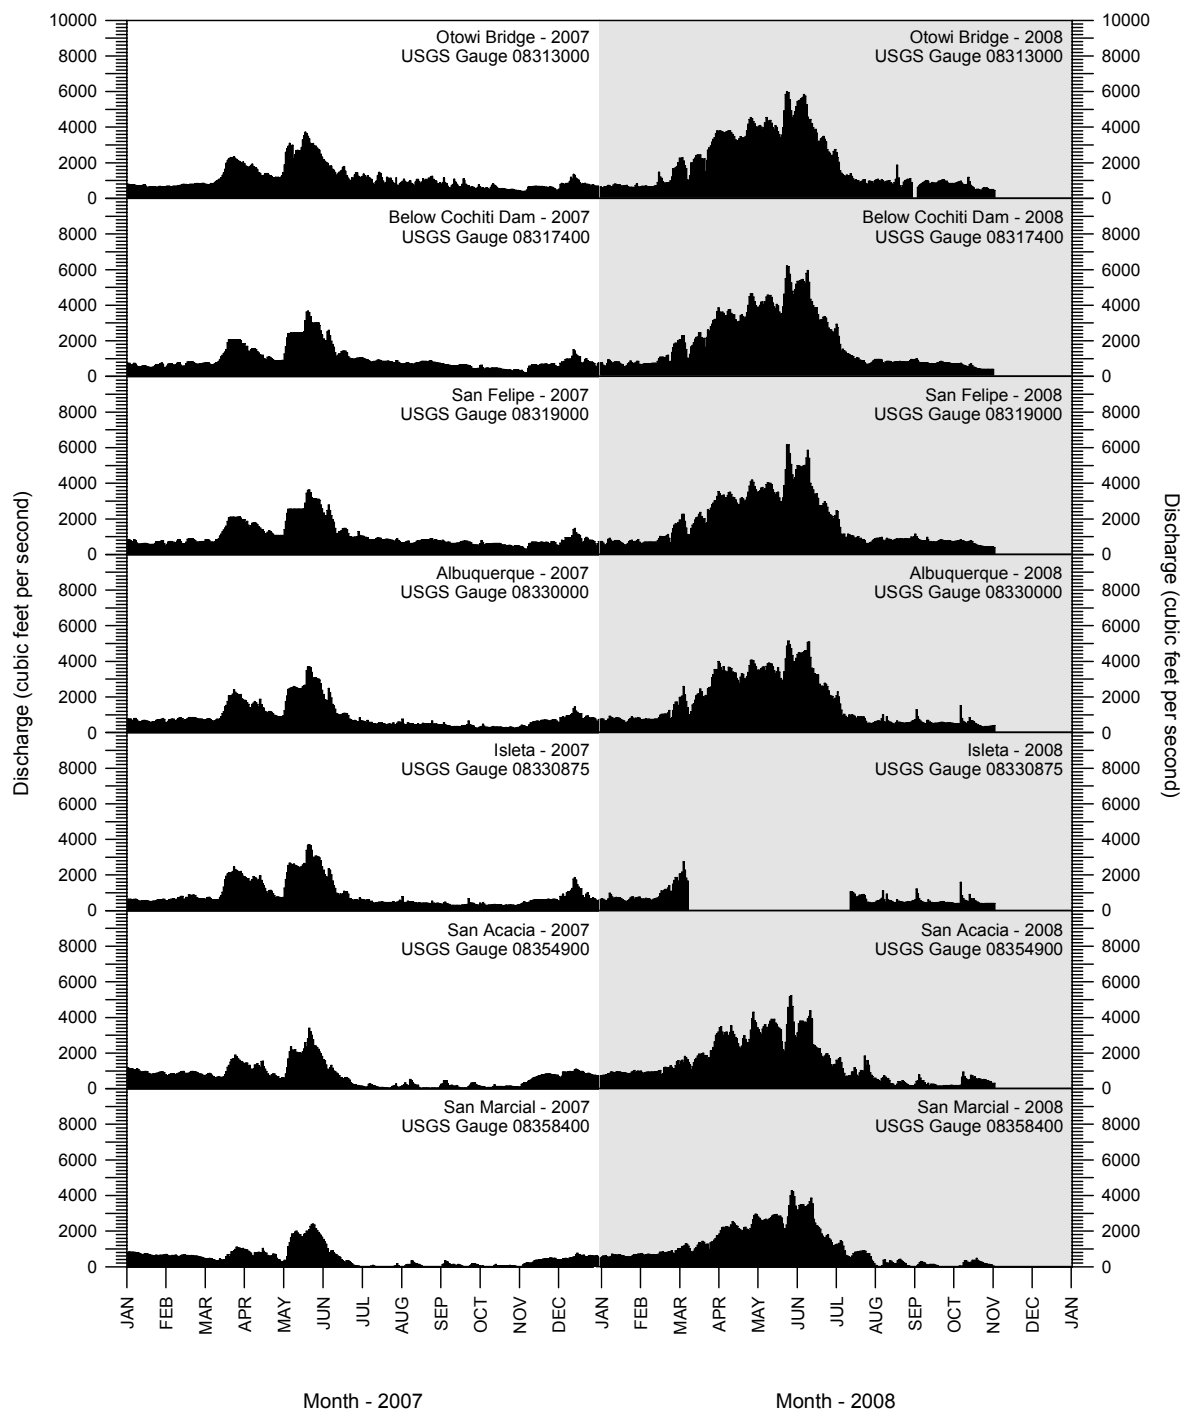 10000
8000
6000
4000
2000
0
Otowi Bridge - 2007
USGS Gauge 08313000
Otowi Bridge - 2008
USGS Gauge 08313000
10000
8000
6000
4000
2000
0
8000
6000
4000
2000
0
Below Cochiti Dam - 2007
USGS Gauge 08317400
Below Cochiti Dam - 2008
USGS Gauge 08317400
8000
6000
4000
2000
0
8000
6000
4000
2000
0
San Felipe - 2007
USGS Gauge 08319000
San Felipe - 2008
USGS Gauge 08319000
8000
6000
4000
2000
0
Discharge (cubic feet per second)
Discharge (cubic feet per second)
8000
6000
4000
2000
0
Albuquerque - 2007
USGS Gauge 08330000
Albuquerque - 2008
USGS Gauge 08330000
8000
6000
4000
2000
0
8000
6000
4000
2000
0
Isleta - 2007
USGS Gauge 08330875
Isleta - 2008
USGS Gauge 08330875
8000
6000
4000
2000
0
8000
6000
4000
2000
0
San Acacia - 2007
USGS Gauge 08354900
San Acacia - 2008
USGS Gauge 08354900
8000
6000
4000
2000
0
8000
6000
4000
2000
0
San Marcial - 2007
USGS Gauge 08358400
San Marcial - 2008
USGS Gauge 08358400
8000
6000
4000
2000
0
JAN
FEB
MAR
APR
MAY
JUN
JUL
AUG
SEP
OCT
NOV
DEC
JAN
FEB
MAR
APR
MAY
JUN
JUL
AUG
SEP
OCT
NOV
DEC
JAN
Month - 2007
Month - 2008